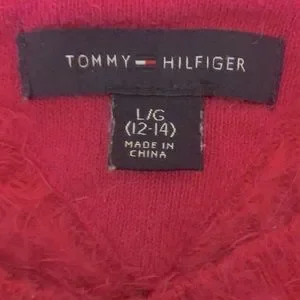 TOMMY HILFIGER
L/G
(12-14)
MADE IN
CHINA